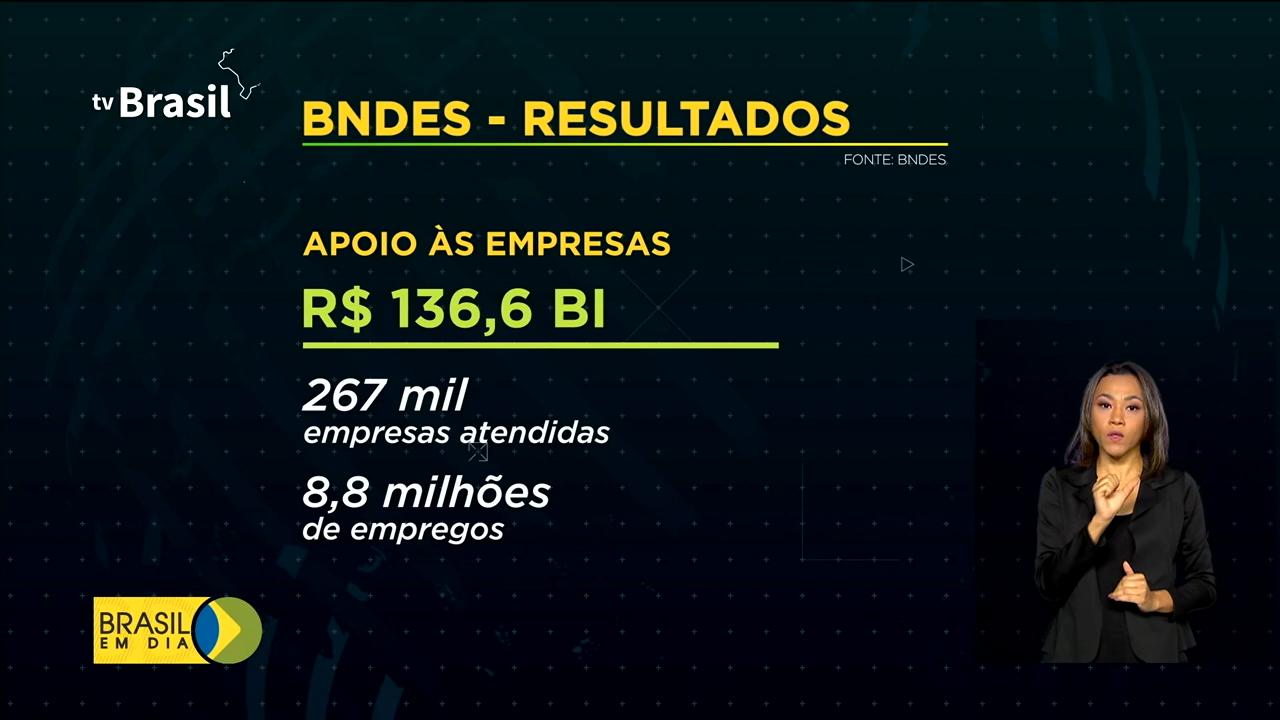 tv Brasil
BNDES - RESULTADOS
FONTE: BNDES
APOIO ÀS EMPRESAS
R$ 136,6 BI
267 mil
empresas atendidas
8,8 milhões
de empregos
BRASIL
EM DIA